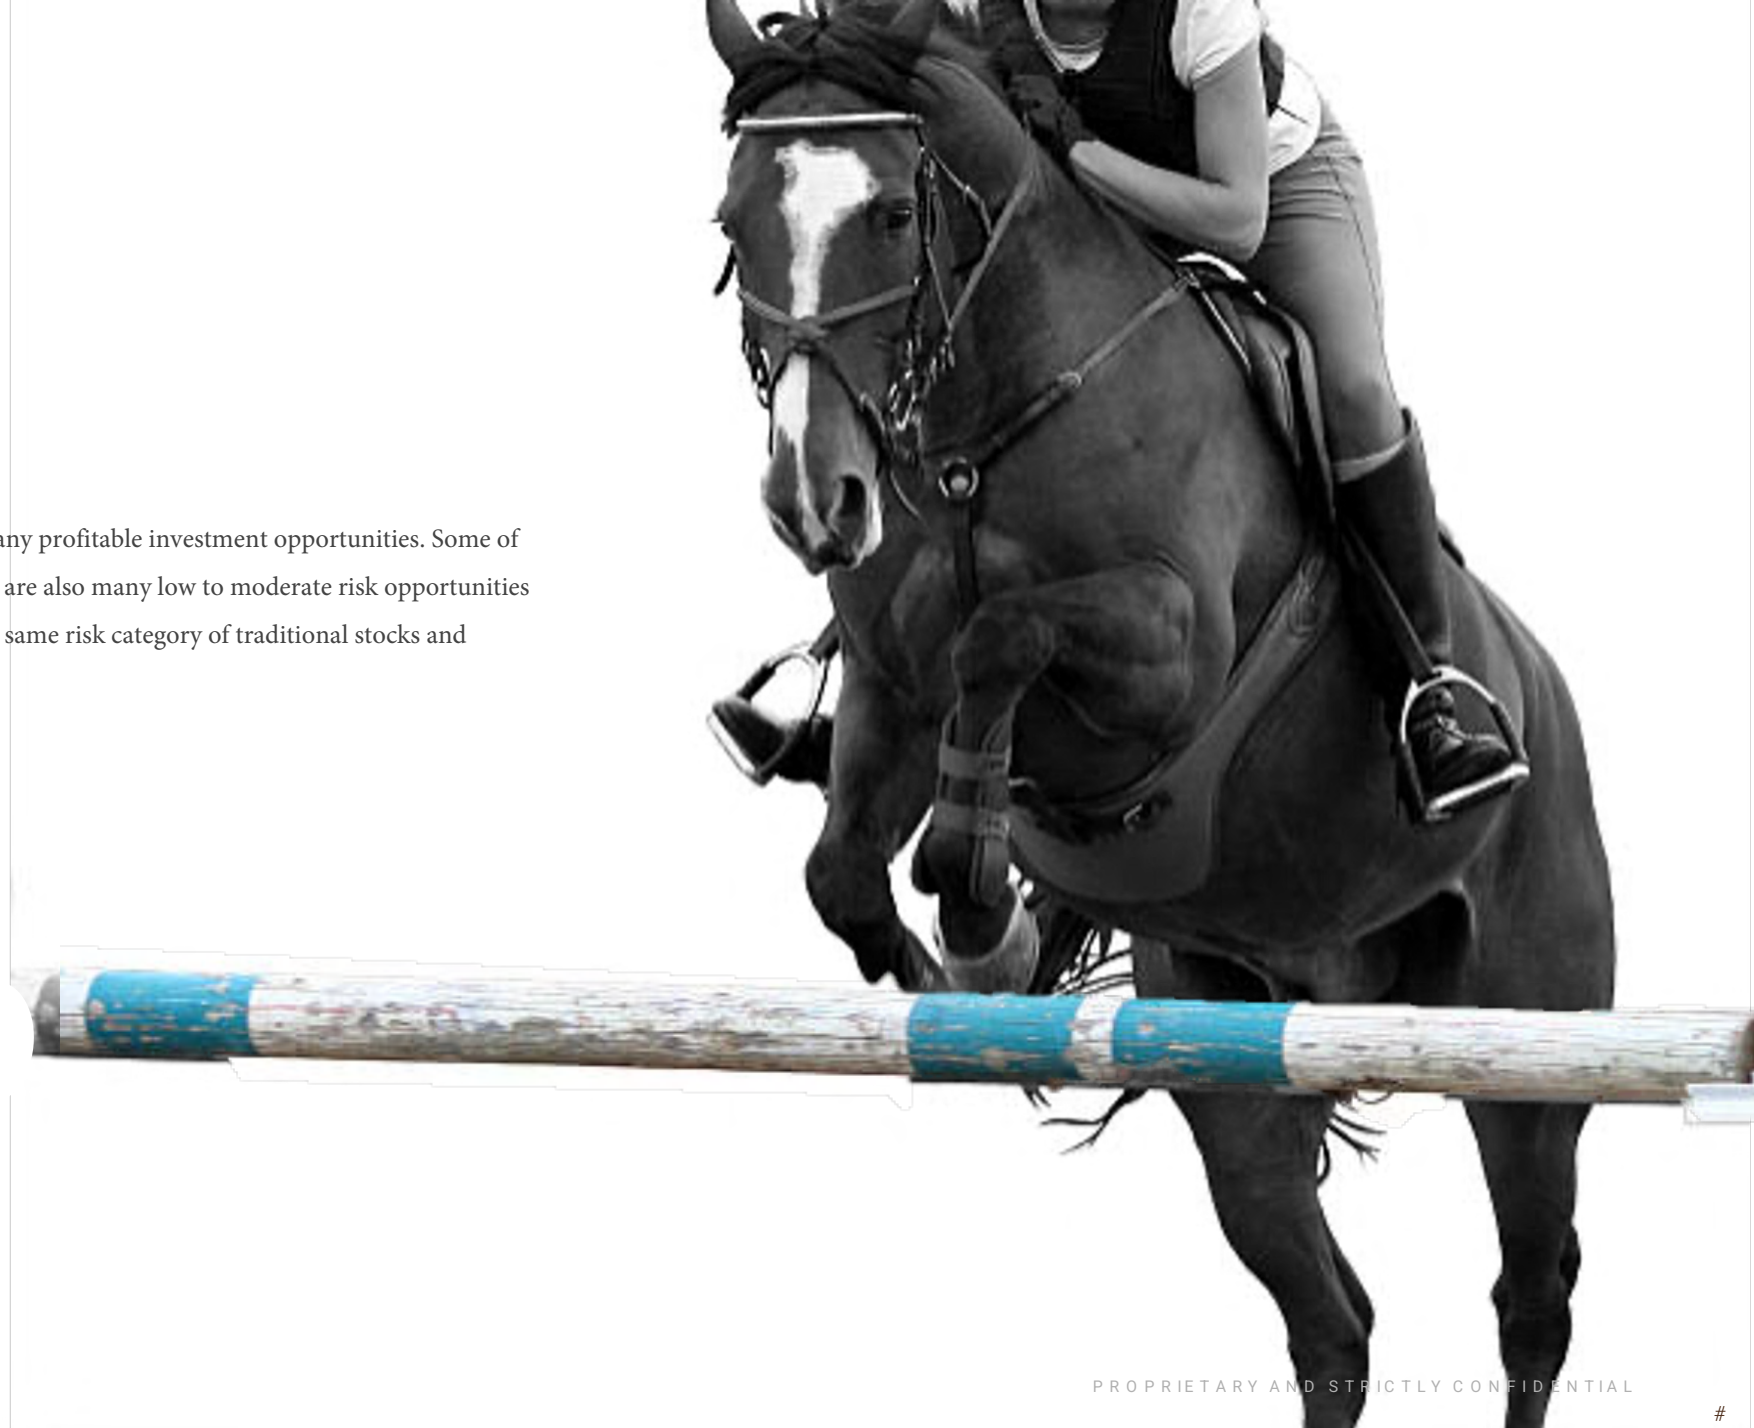 any profitable investment opportunities. Some of
are also many low to moderate risk opportunities
same risk category of traditional stocks and
PROPRIETARY AND STRICTLY CONFIDENTIAL
#